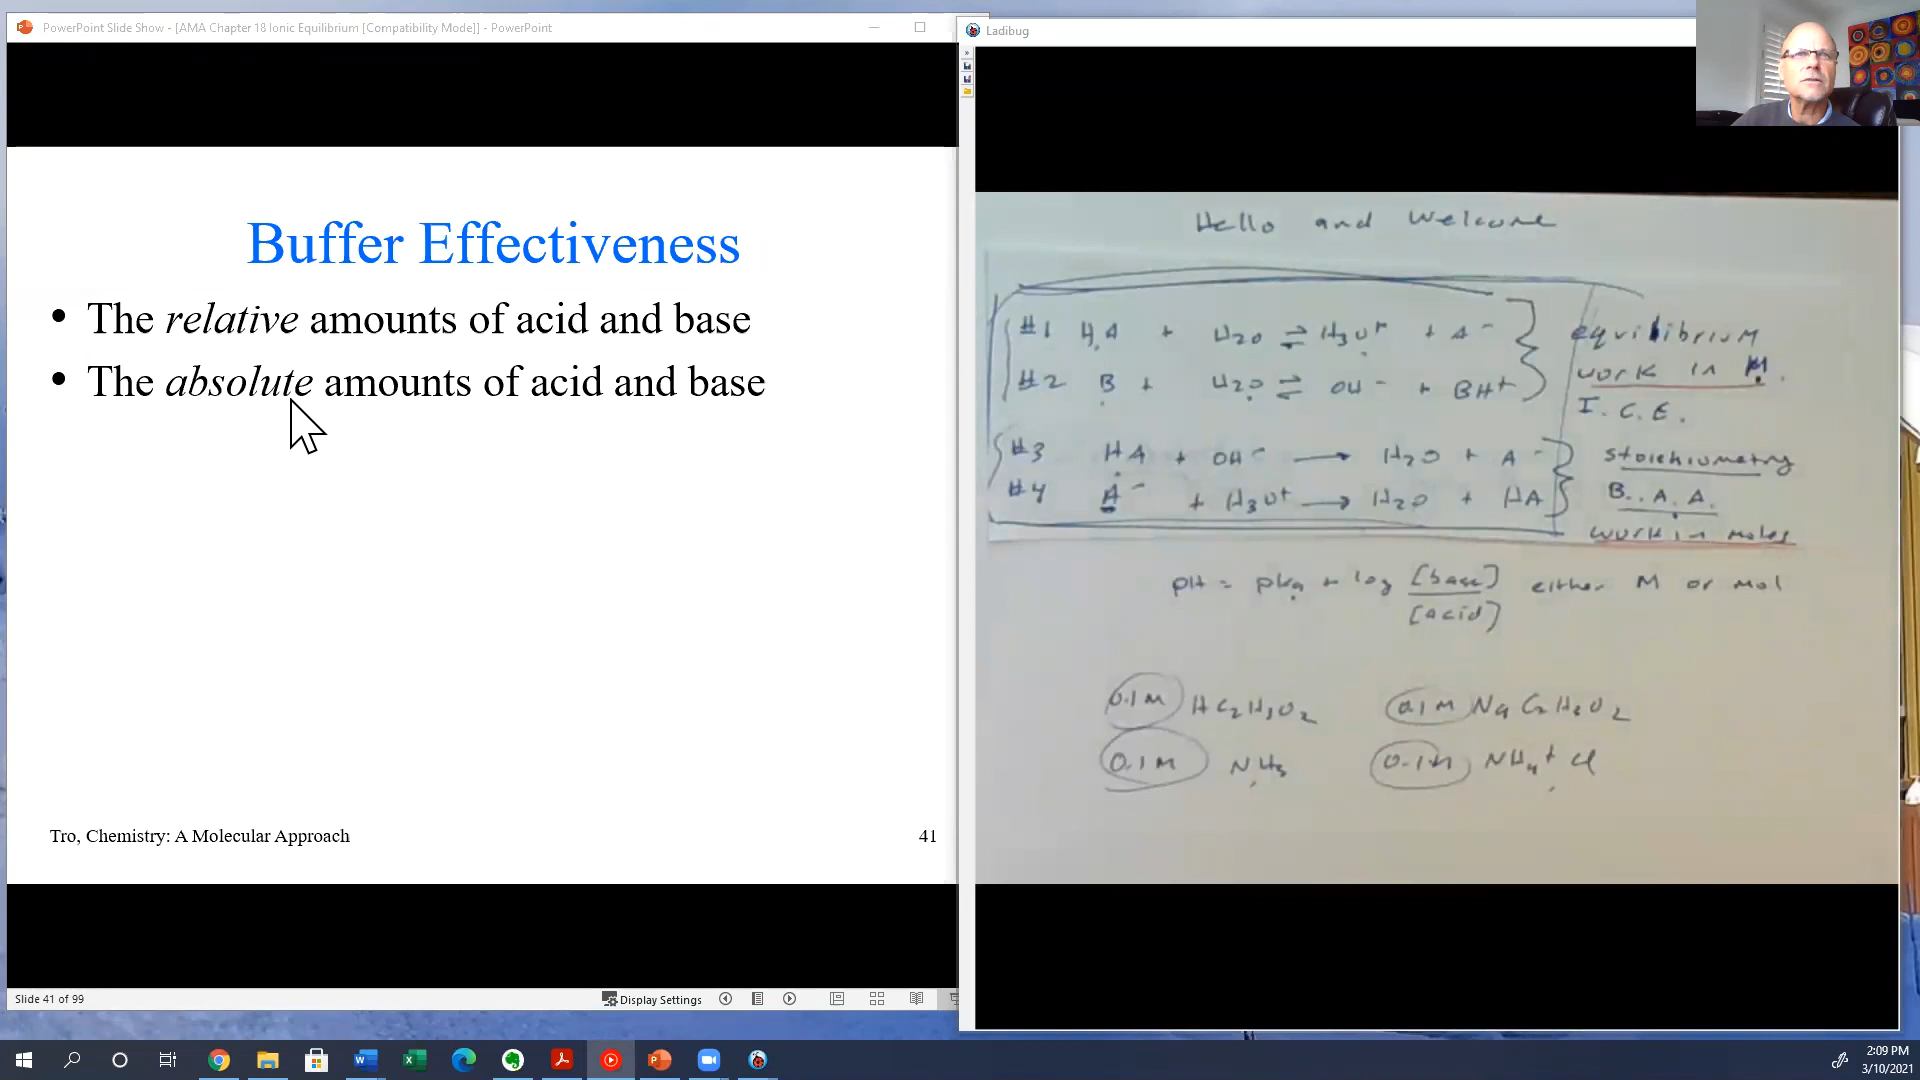 PowerPoint Slide Show - [AMA Chapter 18 Ionic Equilibrium [Compatibility Mode]] - PowerPoint
Buffer Effectiveness
• The relative amounts of acid and base
• The absolute amounts of acid and base
Tro, Chemistry: A Molecular Approach 41
Slide 41 of 99 Display Settings
Ladibug
Hello and Welcome
#1 HA + H2O ⇌ H3O+ + A-
#2 B + H2O ⇌ OH- + BH+
equilibrium
work in M.
I.C.E.
#3 HA + OH- → H2O + A-
#4 A- + H3O+ → H2O + HA
stoichiometry
B.A.A.
work in moles
pH = pKa + log [base]/[acid] either M or mol
0.1M HC2H3O2 0.1M NaC2H3O2
0.1M NH3 0.1M NH4+ Cl
2:09 PM
3/10/2021